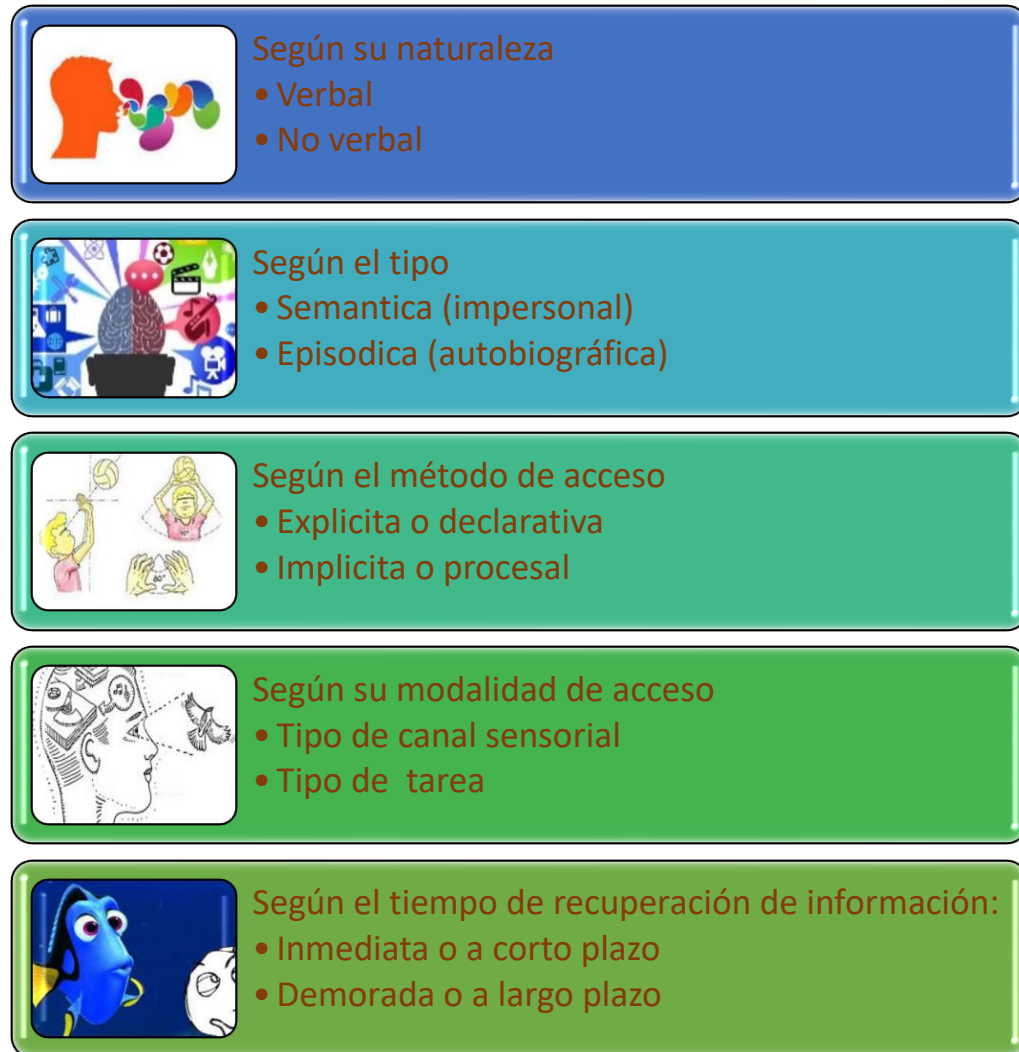 Según su naturaleza
• Verbal
• No verbal
Según el tipo
• Semantica (impersonal)
• Episodica (autobiográfica)
Según el método de acceso
• Explicita o declarativa
• Implicita o procesal
Según su modalidad de acceso
• Tipo de canal sensorial
• Tipo de tarea
Según el tiempo de recuperación de información:
• Inmediata o a corto plazo
• Demorada o a largo plazo